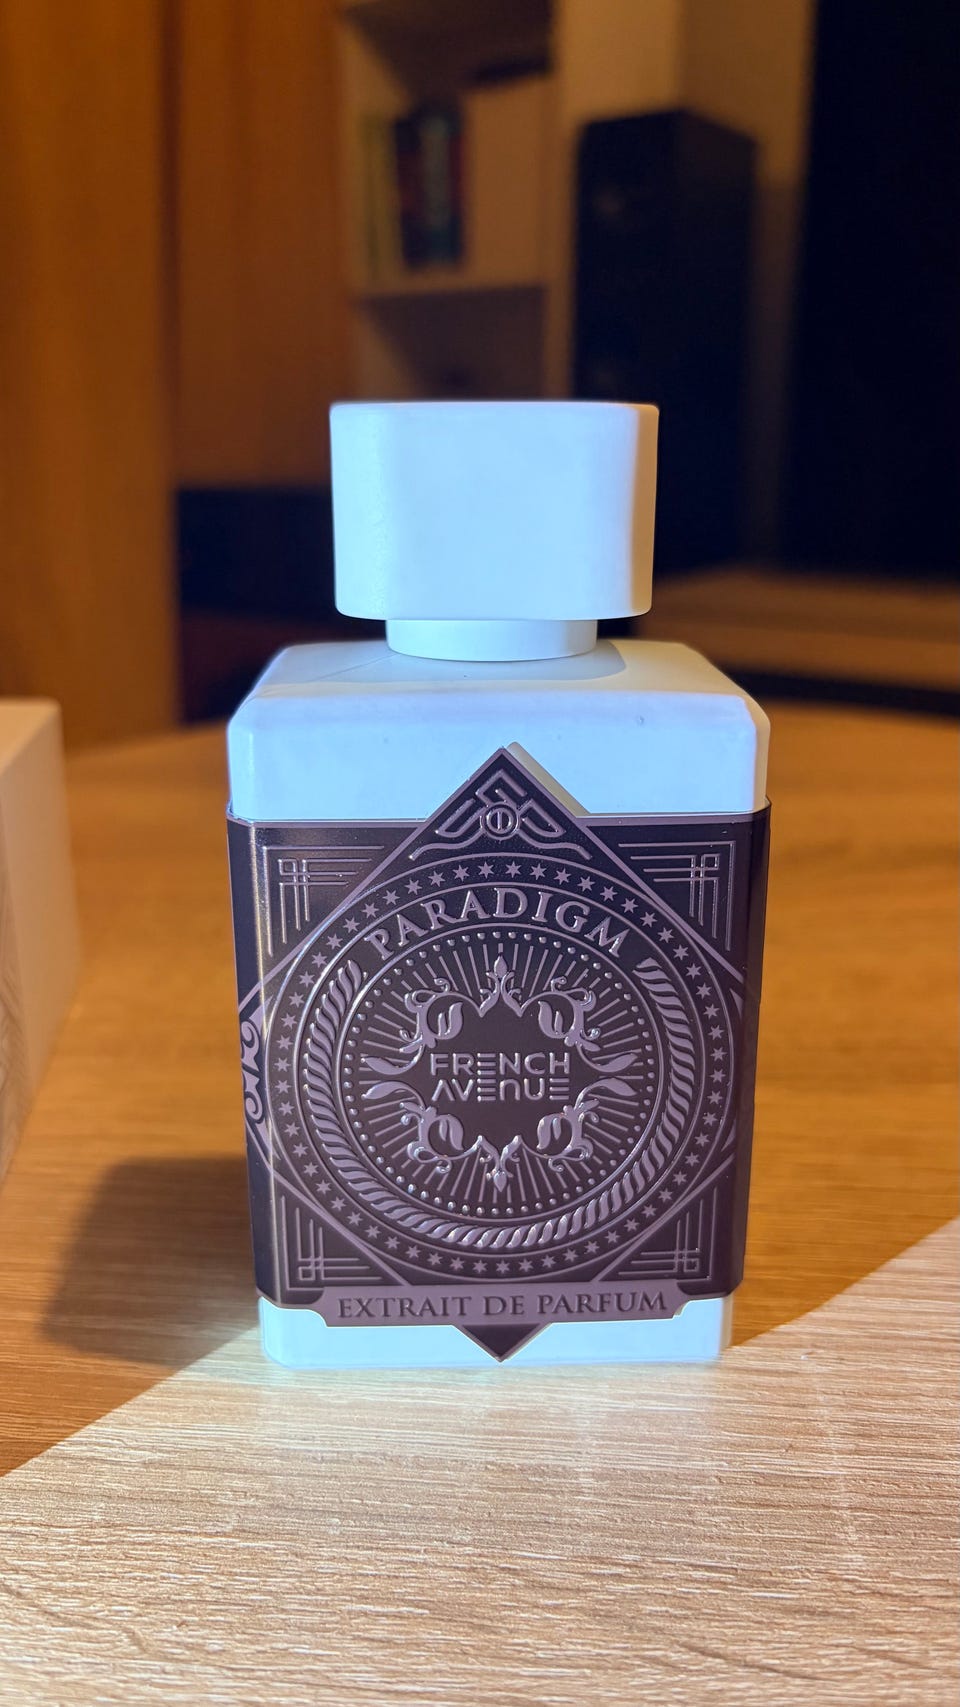 PARADIGM
FRENCH
AVENUE
EXTRAIT DE PARFUM